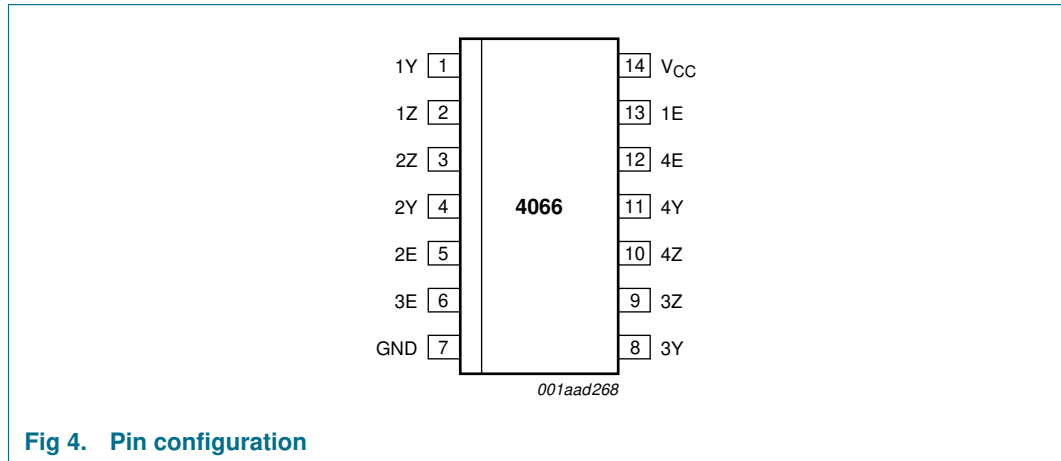 1Y 1 14 VCC
1Z 2 13 1E
2Z 3 12 4E
2Y 4 4066 11 4Y
2E 5 10 4Z
3E 6 9 3Z
GND 7 8 3Y
001aad268
Fig 4. Pin configuration